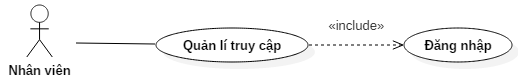 «include»
Quản lí truy cập
Đăng nhập
Nhân viên